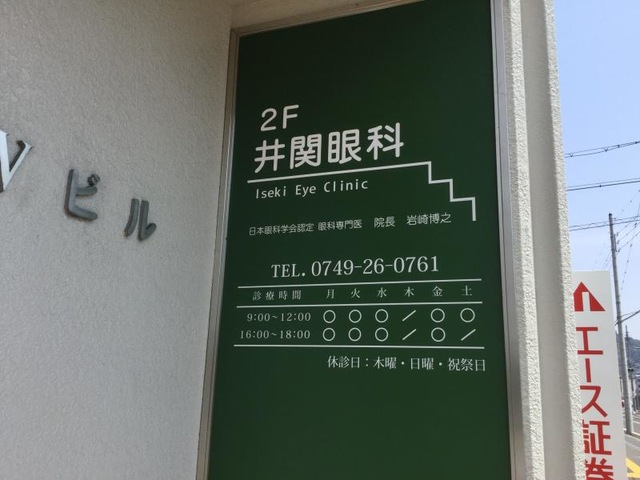 Vビル
2F
井関眼科
Iseki Eye Clinic
日本眼科学会認定 眼科専門医 院長 岩崎博之
TEL. 0749-26-0761
診療時間 月 火 水 木 金 土
9:00～12:00 ○ ○ ○ ／ ○ ○
16:00～18:00 ○ ○ ○ ／ ○ ／
休診日：木曜・日曜・祝祭日
エース証券